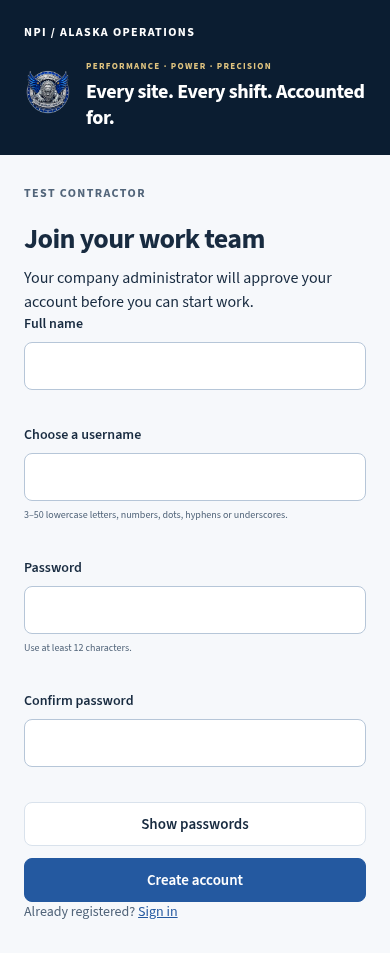 NPI / ALASKA OPERATIONS
PERFORMANCE · POWER · PRECISION
Every site. Every shift. Accounted
for.
TEST CONTRACTOR
Join your work team
Your company administrator will approve your
account before you can start work.
Full name
Choose a username
3–50 lowercase letters, numbers, dots, hyphens or underscores.
Password
Use at least 12 characters.
Confirm password
Show passwords
Create account
Already registered? Sign in